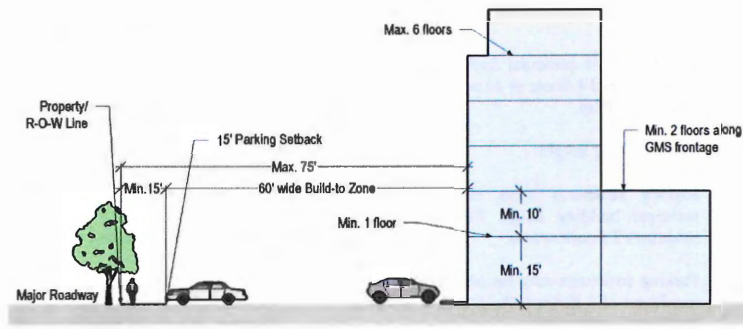 Max. 6 floors
Property/
R-O-W Line
15' Parking Setback
Min. 2 floors along
GMS frontage
Max. 75'
Min. 15'
60' wide Build-to Zone
Min. 10'
Min. 1 floor
Min. 15'
Major Roadway